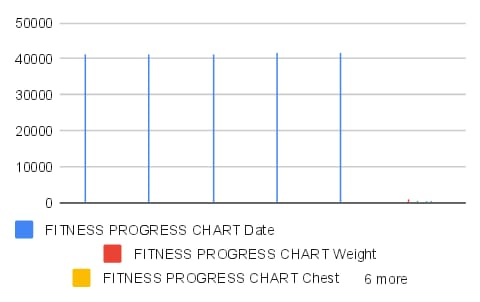 50000
40000
30000
20000
10000
0
FITNESS PROGRESS CHART Date
FITNESS PROGRESS CHART Weight
FITNESS PROGRESS CHART Chest 6 more